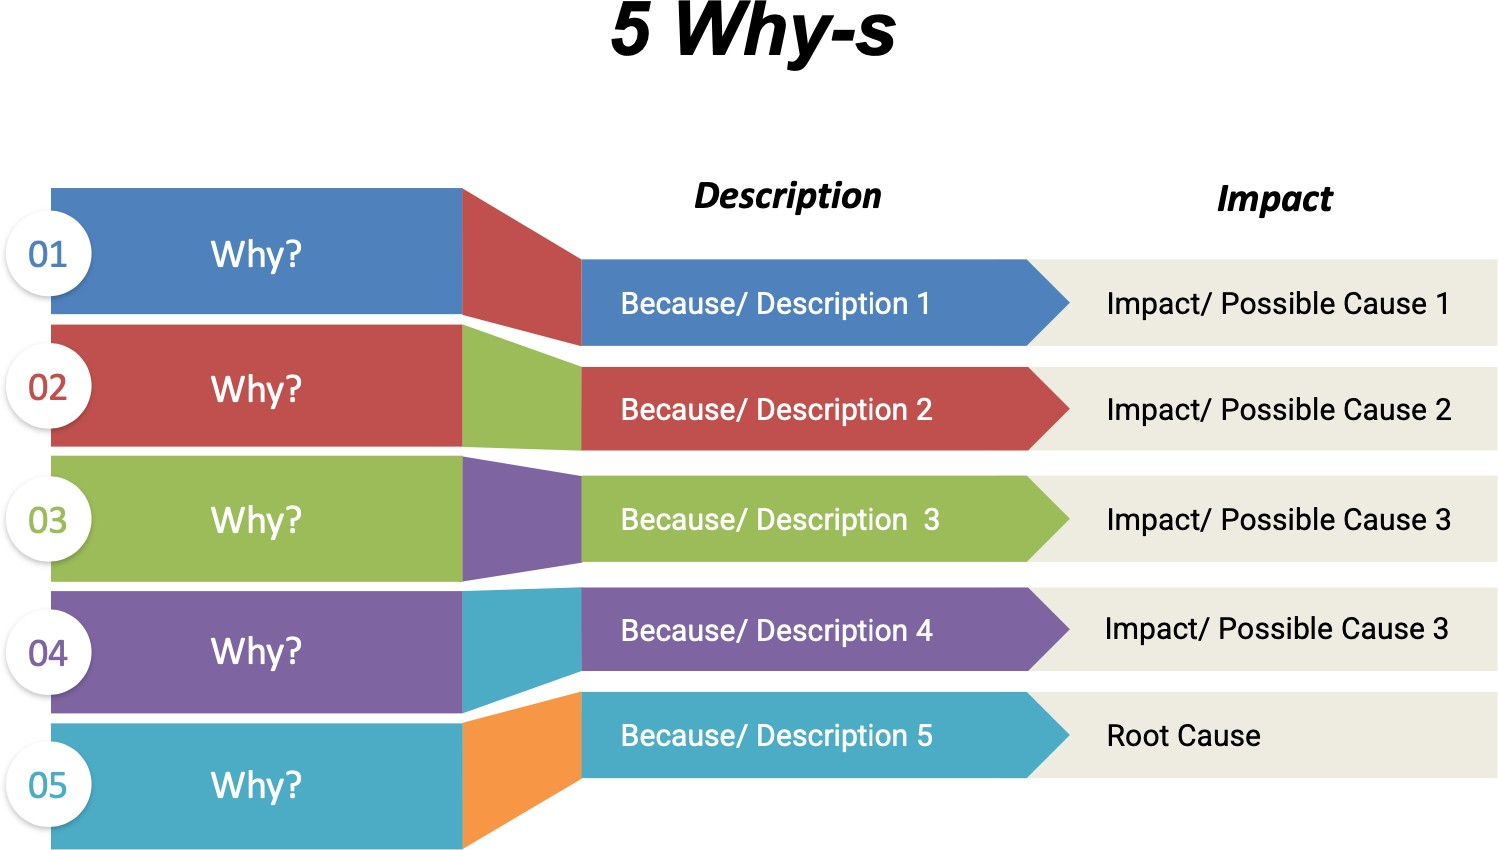 5 Why-s
Description
Impact
01
Why?
Because/ Description 1
Impact/ Possible Cause 1
02
Why?
Because/ Description 2
Impact/ Possible Cause 2
03
Why?
Because/ Description  3
Impact/ Possible Cause 3
04
Why?
Because/ Description 4
Impact/ Possible Cause 3
05
Why?
Because/ Description 5
Root Cause